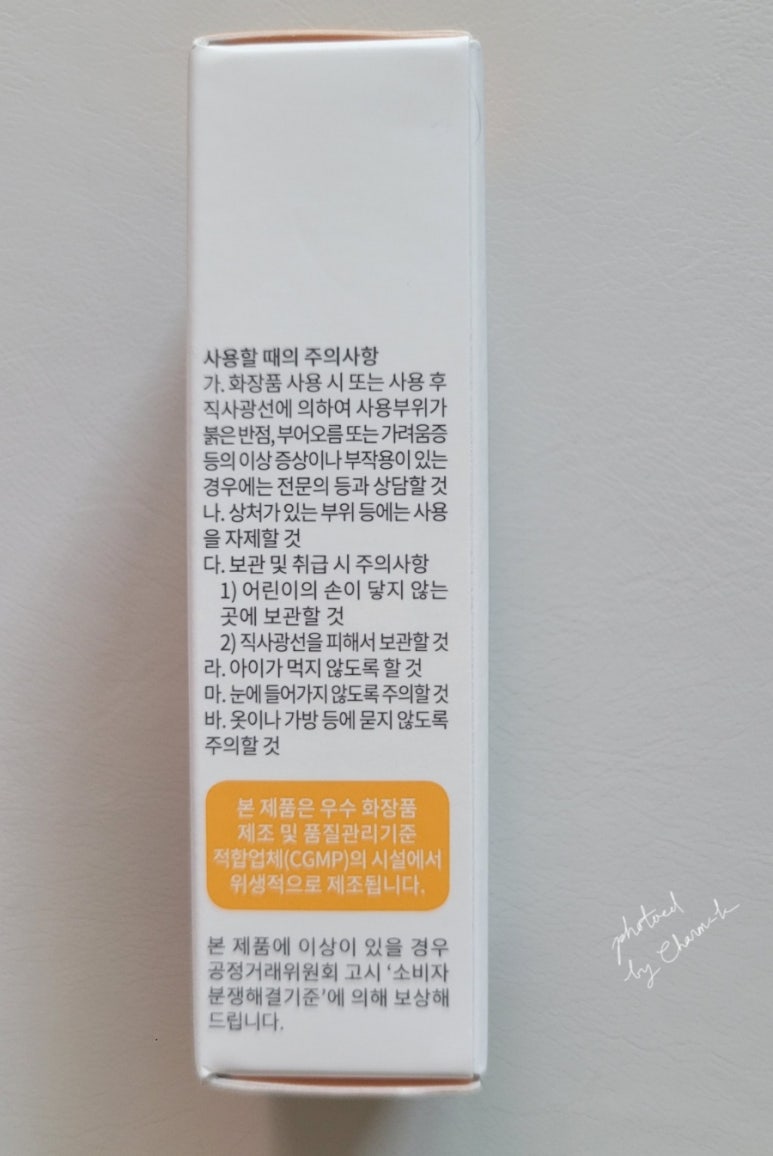 사용할 때의 주의사항
가. 화장품 사용 시 또는 사용 후
직사광선에 의하여 사용부위가
붉은 반점, 부어오름 또는 가려움증
등의 이상 증상이나 부작용이 있는
경우에는 전문의 등과 상담할 것
나. 상처가 있는 부위 등에는 사용
을 자제할 것
다. 보관 및 취급 시 주의사항
1) 어린이의 손이 닿지 않는
곳에 보관할 것
2) 직사광선을 피해서 보관할 것
라. 아이가 먹지 않도록 할 것
마. 눈에 들어가지 않도록 주의할 것
바. 옷이나 가방 등에 묻지 않도록
주의할 것
본 제품은 우수 화장품
제조 및 품질관리기준
적합업체(CGMP)의 시설에서
위생적으로 제조됩니다.
본 제품에 이상이 있을 경우
공정거래위원회 고시 ‘소비자
분쟁해결기준’에 의해 보상해
드립니다.
photoed
by Charm-k